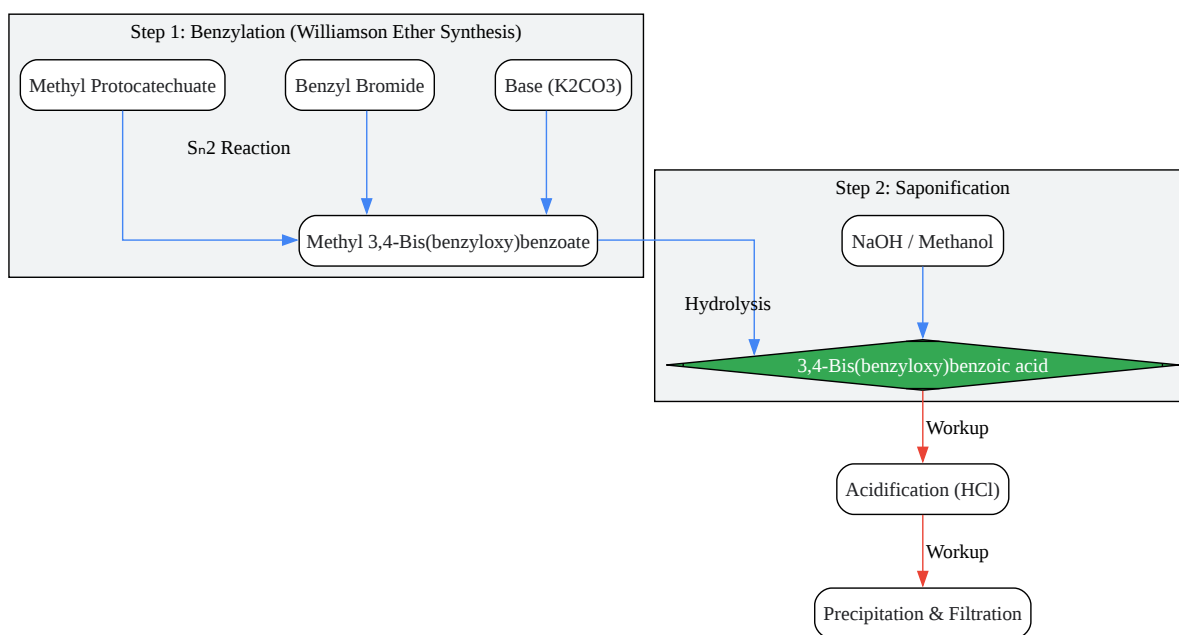 Step 1: Benzylation (Williamson Ether Synthesis)
Methyl Protocatechuate
Benzyl Bromide
Base (K2CO3)
Sₙ2 Reaction
Methyl 3,4-Bis(benzyloxy)benzoate
Step 2: Saponification
NaOH / Methanol
Hydrolysis
3,4-Bis(benzyloxy)benzoic acid
Workup
Acidification (HCl)
Workup
Precipitation & Filtration